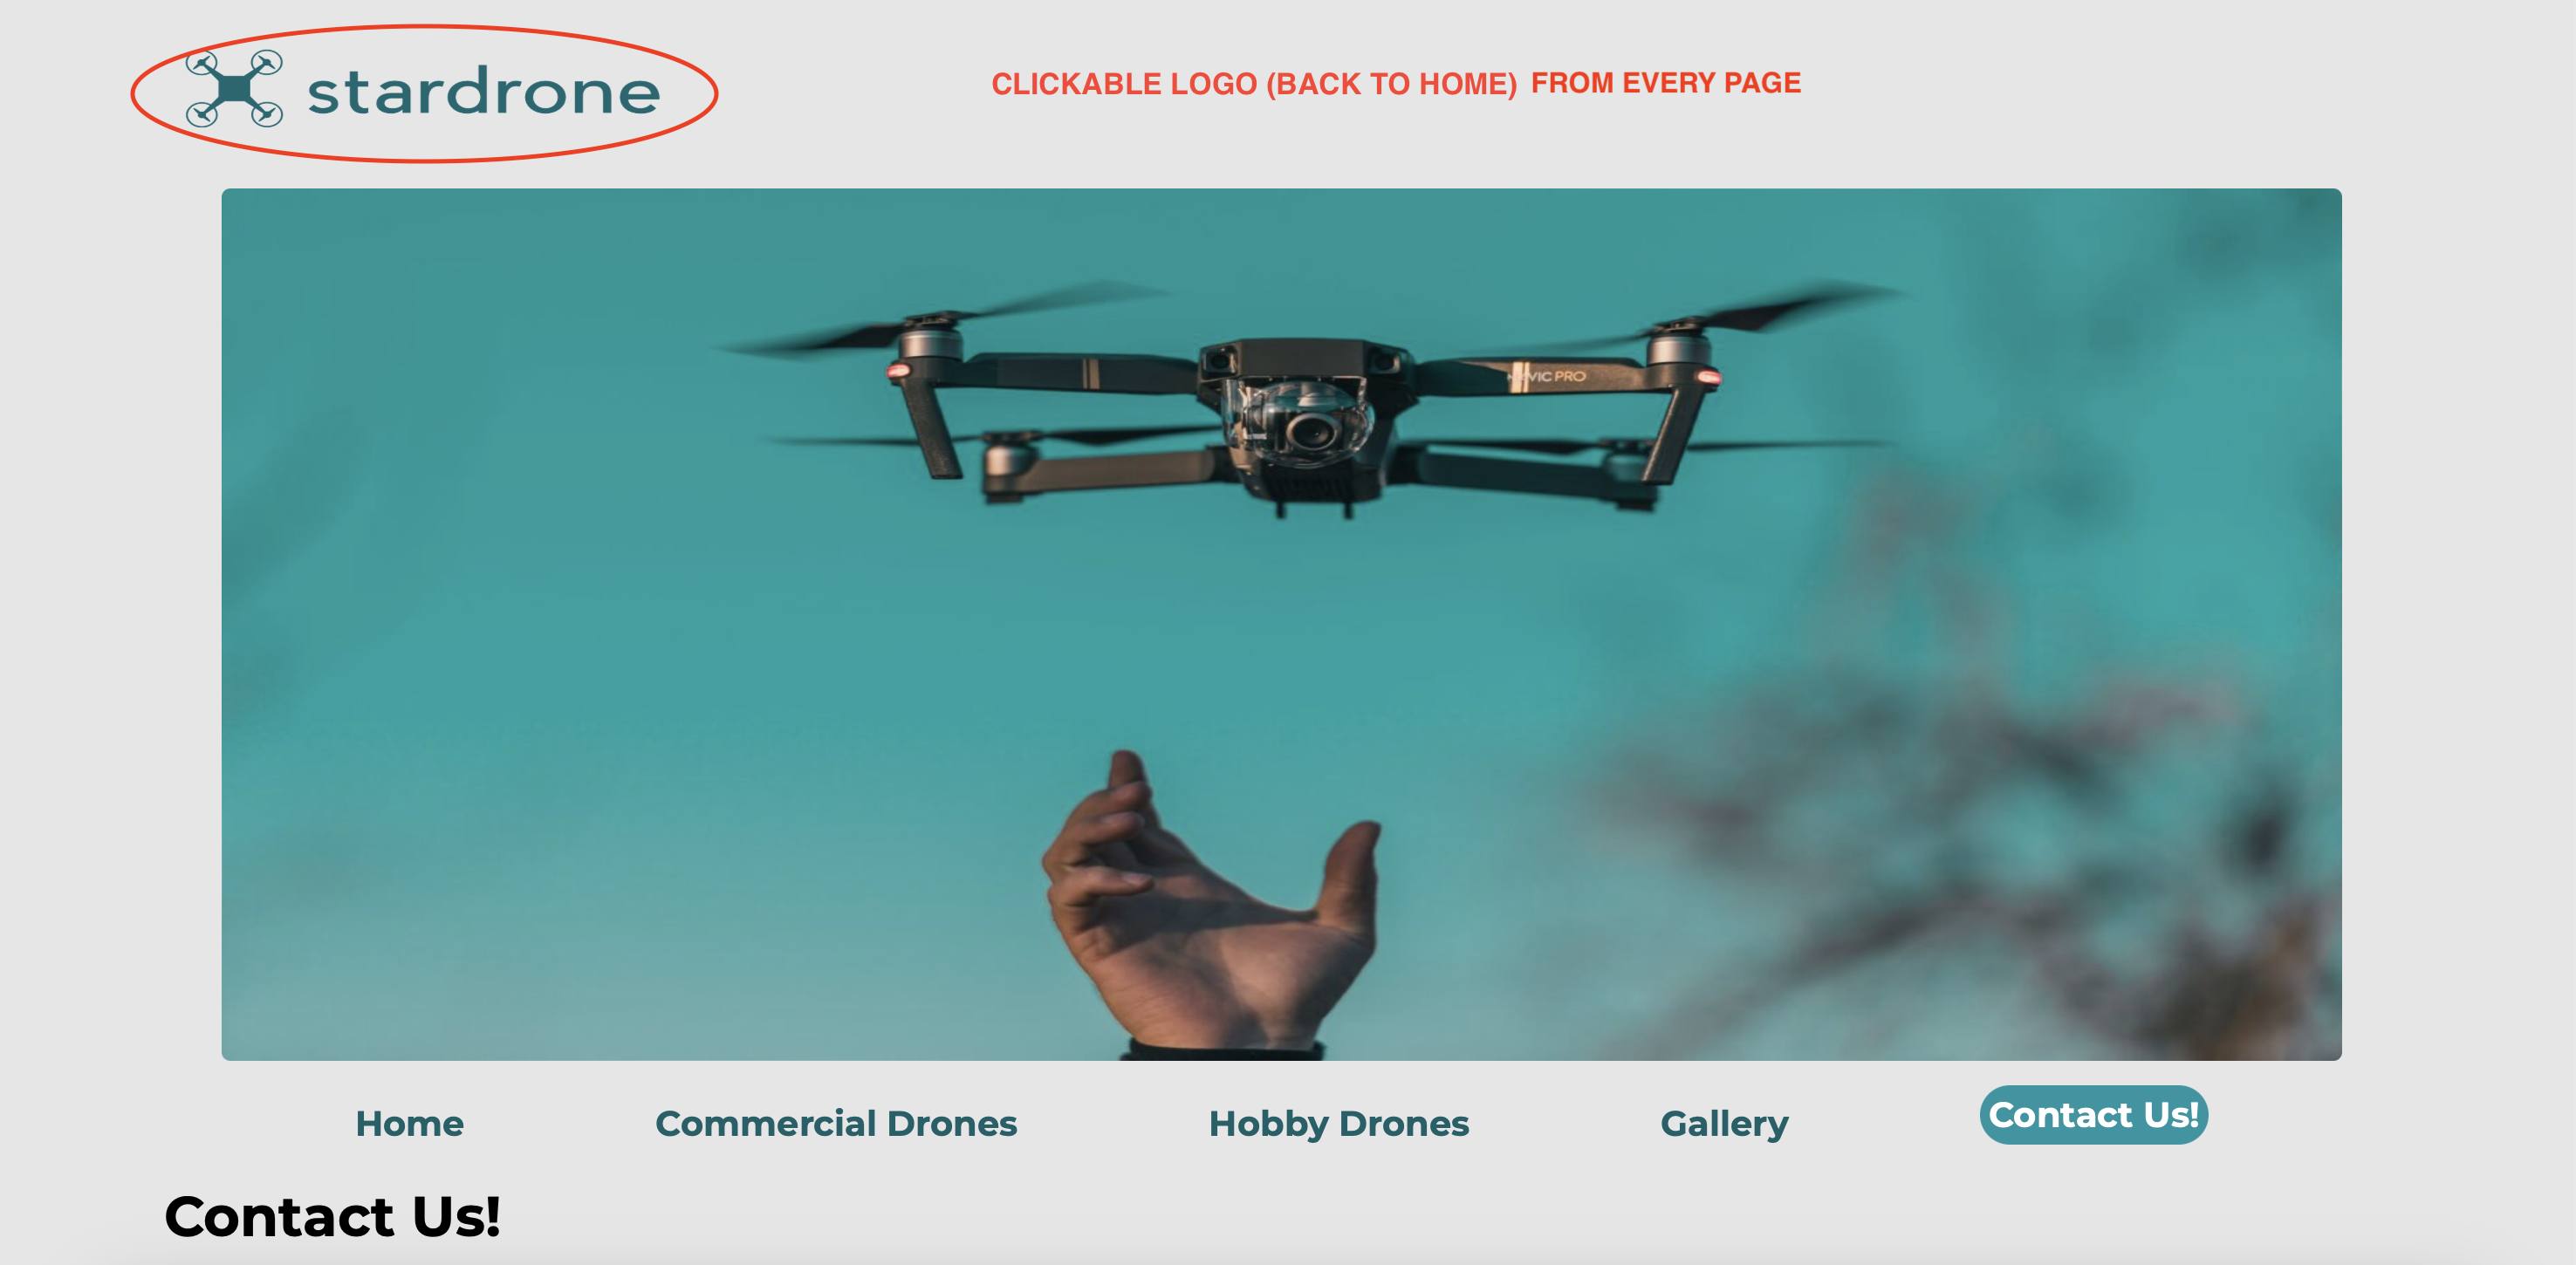 stardrone
CLICKABLE LOGO (BACK TO HOME) FROM EVERY PAGE
PRO
Home Commercial Drones Hobby Drones Gallery Contact Us!
Contact Us!